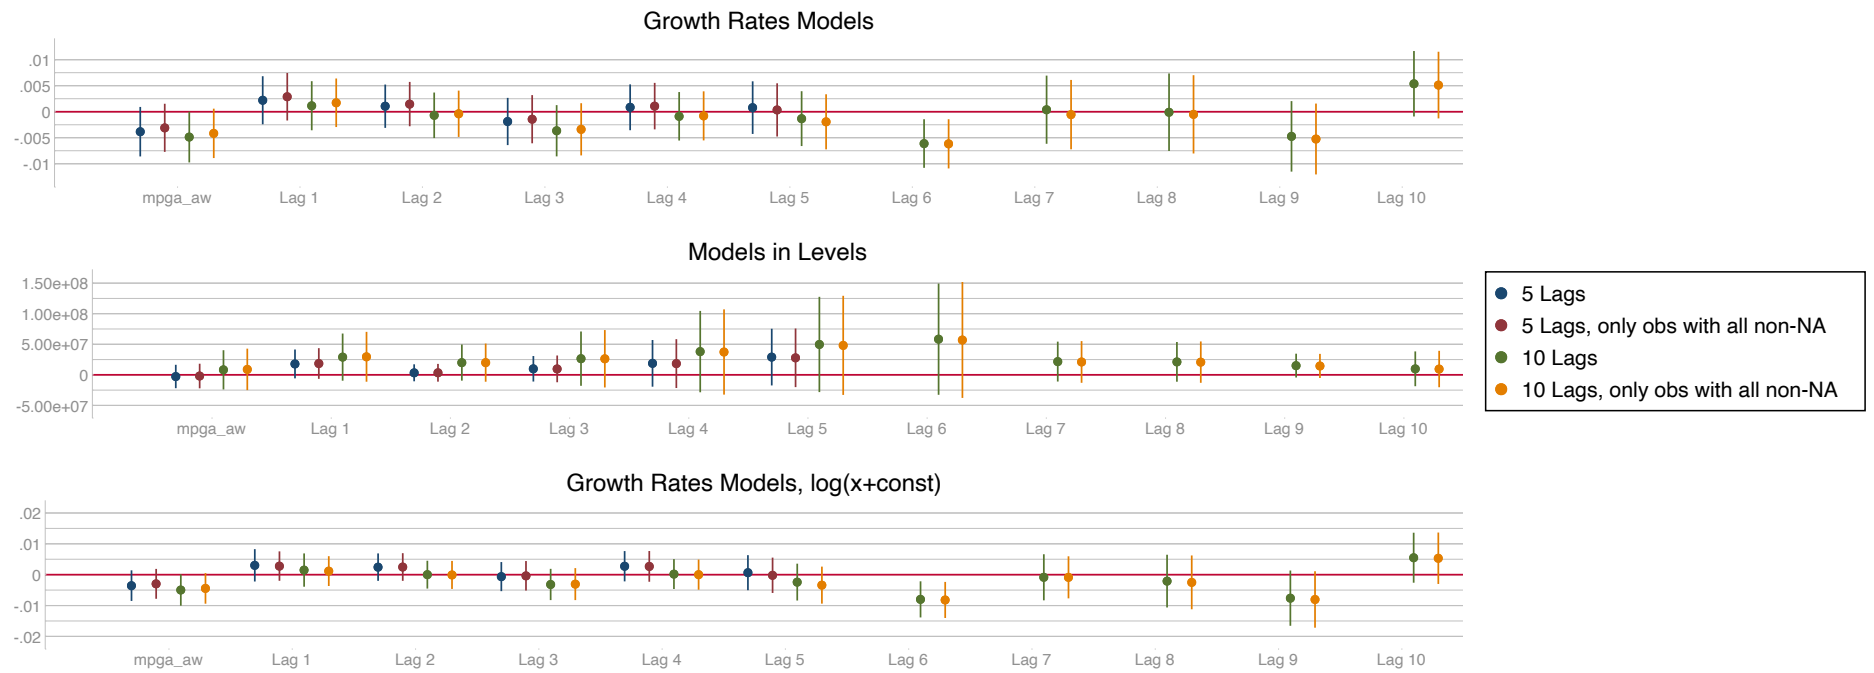 Growth Rates Models
.01
.005
0
-.005
-.01
mpga_aw Lag 1 Lag 2 Lag 3 Lag 4 Lag 5 Lag 6 Lag 7 Lag 8 Lag 9 Lag 10
Models in Levels
1.50e+08
1.00e+08
5.00e+07
0
-5.00e+07
mpga_aw Lag 1 Lag 2 Lag 3 Lag 4 Lag 5 Lag 6 Lag 7 Lag 8 Lag 9 Lag 10
5 Lags
5 Lags, only obs with all non-NA
10 Lags
10 Lags, only obs with all non-NA
Growth Rates Models, log(x+const)
.02
.01
0
-.01
-.02
mpga_aw Lag 1 Lag 2 Lag 3 Lag 4 Lag 5 Lag 6 Lag 7 Lag 8 Lag 9 Lag 10